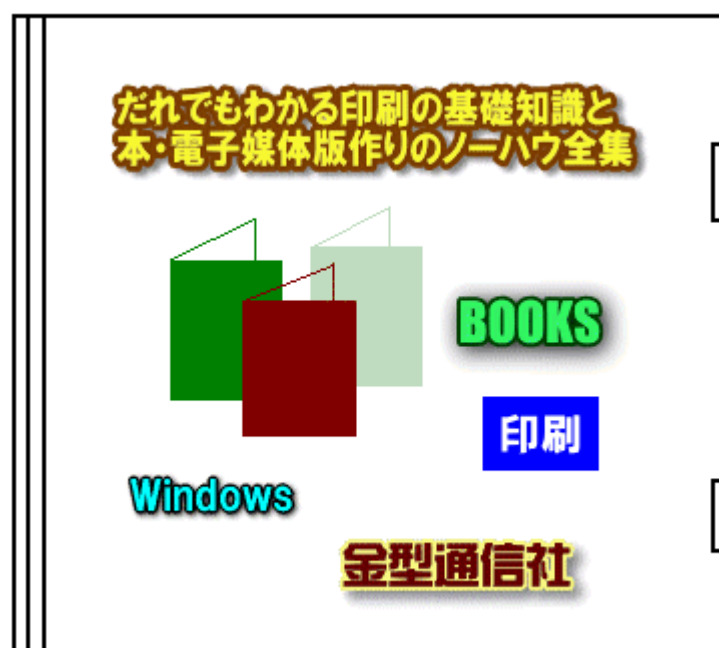 だれでもわかる印刷の基礎知識と
本・電子媒体版作りのノーハウ全集
BOOKS
印刷
Windows
金型通信社